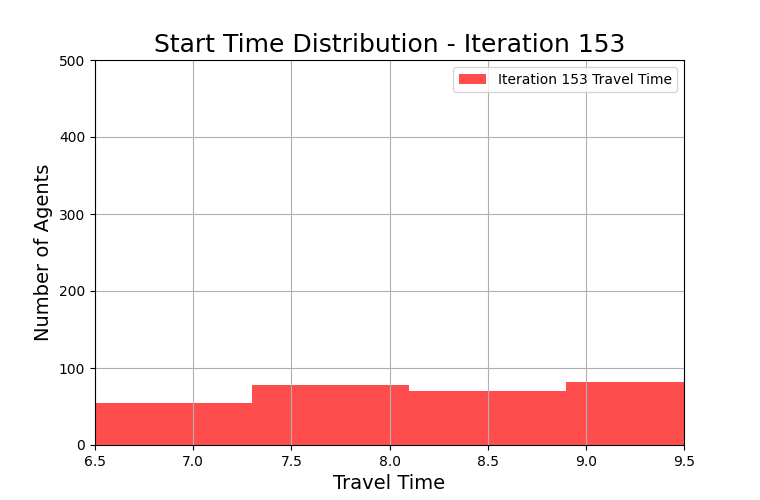 Start Time Distribution - Iteration 153
500
Iteration 153 Travel Time
400
300
200
100
0
Number of Agents
6.5 7.0 7.5 8.0 8.5 9.0 9.5
Travel Time